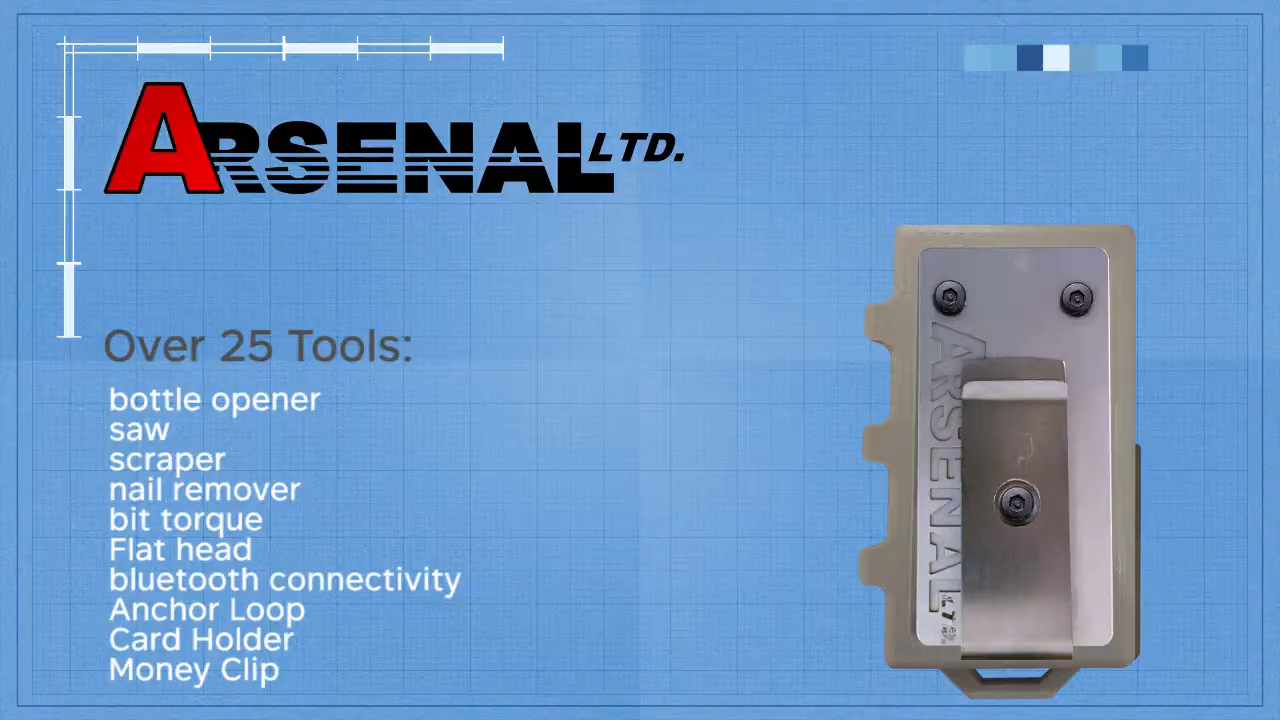 ARSENAL LTD.
Over 25 Tools:
bottle opener
saw
scraper
nail remover
bit torque
Flat head
bluetooth connectivity
Anchor Loop
Card Holder
Money Clip
ARSENAL